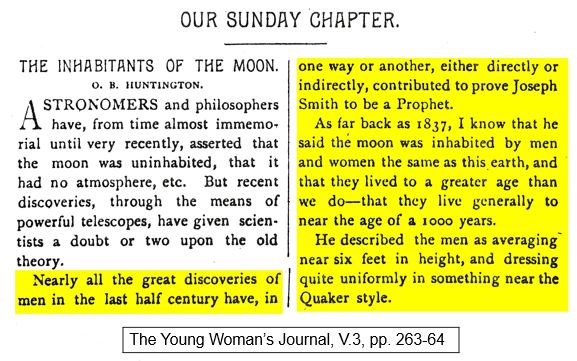 OUR SUNDAY CHAPTER.
THE INHABITANTS OF THE MOON.
O. B. HUNTINGTON.
ASTRONOMERS and philosophers
have, from time almost immemo-
rial until very recently, asserted that
the moon was uninhabited, that it
had no atmosphere, etc. But recent
discoveries, through the means of
powerful telescopes, have given scien-
tists a doubt or two upon the old
theory.
Nearly all the great discoveries of
men in the last half century have, in
one way or another, either directly or
indirectly, contributed to prove Joseph
Smith to be a Prophet.
As far back as 1837, I know that he
said the moon was inhabited by men
and women the same as this earth, and
that they lived to a greater age than
we do—that they live generally to
near the age of a 1000 years.
He described the men as averaging
near six feet in height, and dressing
quite uniformly in something near the
Quaker style.
The Young Woman's Journal, V.3, pp. 263-64